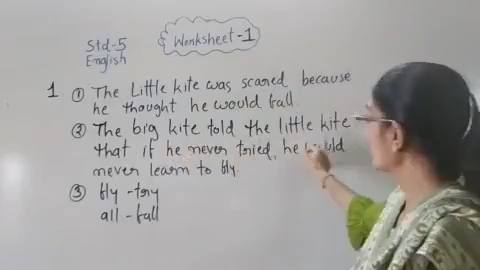 Std-5
English
& Worksheet-1
1 ① The Little kite was scared because
he thought he would fall.
② The big kite told the little kite
that if he never tried, he would
never learn to fly.
③ fly - try
all - fall